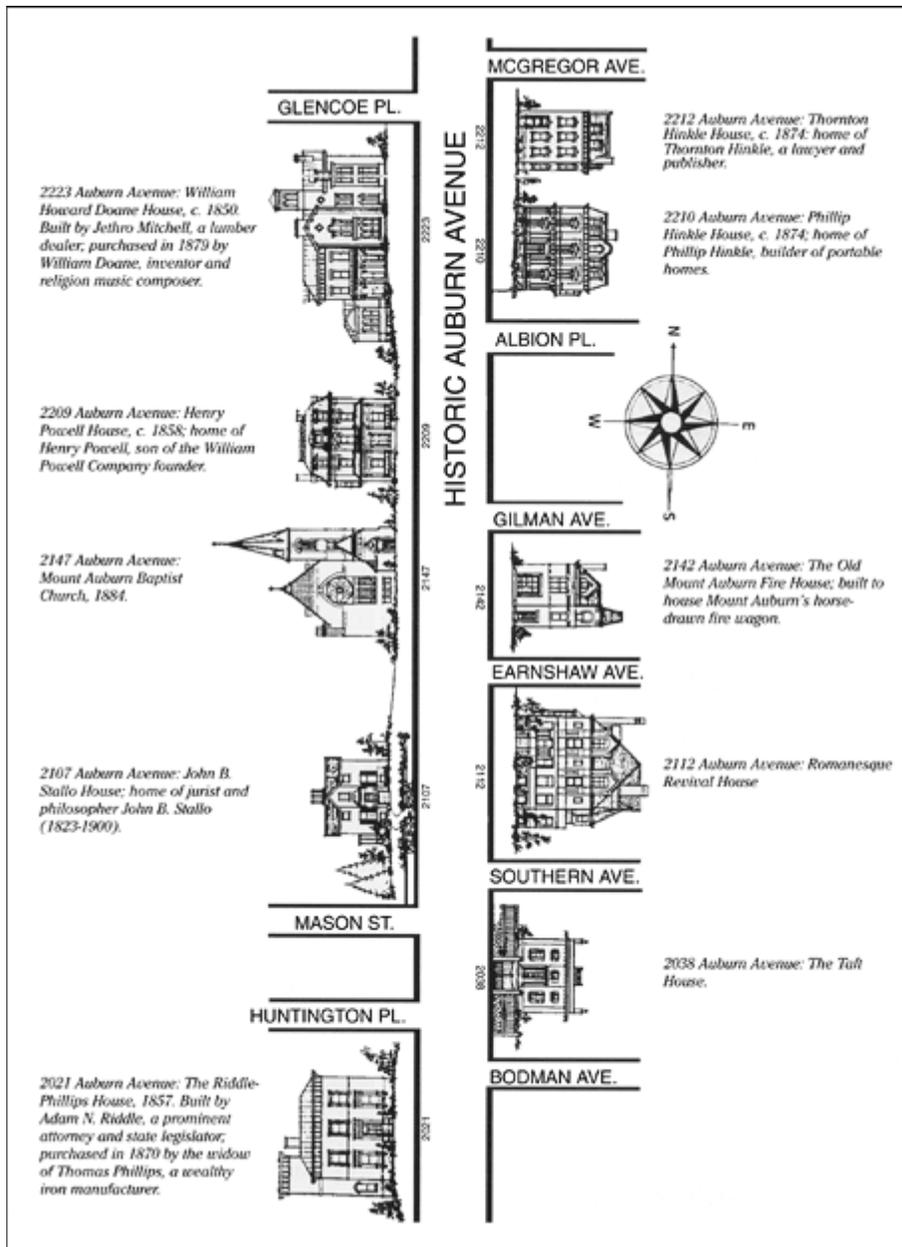 MCGREGOR AVE.
GLENCOE PL.
HISTORIC AUBURN AVENUE
2212
2212 Auburn Avenue: Thornton
Hinkle House, c. 1874: home of
Thornton Hinkle, a lawyer and
publisher.
2223 Auburn Avenue: William
Howard Doane House, c. 1850.
Built by Jethro Mitchell, a lumber
dealer; purchased in 1879 by
William Doane, inventor and
religion music composer.
2223
2210
2210 Auburn Avenue: Phillip
Hinkle House, c. 1874; home of
Phillip Hinkle, builder of portable
homes.
ALBION PL.
N
W
E
S
2209 Auburn Avenue: Henry
Powell House, c. 1858; home of
Henry Powell, son of the William
Powell Company founder.
2209
GILMAN AVE.
2147 Auburn Avenue:
Mount Auburn Baptist
Church, 1884.
2147
2142
2142 Auburn Avenue: The Old
Mount Auburn Fire House; built to
house Mount Auburn's horse-
drawn fire wagon.
EARNSHAW AVE.
2107 Auburn Avenue: John B.
Stallo House; home of jurist and
philosopher John B. Stallo
(1823-1900).
2107
2112
2112 Auburn Avenue: Romanesque
Revival House
SOUTHERN AVE.
MASON ST.
2038
2038 Auburn Avenue: The Taft
House.
HUNTINGTON PL.
BODMAN AVE.
2021 Auburn Avenue: The Riddle-
Phillips House, 1857. Built by
Adam N. Riddle, a prominent
attorney and state legislator;
purchased in 1870 by the widow
of Thomas Phillips, a wealthy
iron manufacturer.
2021